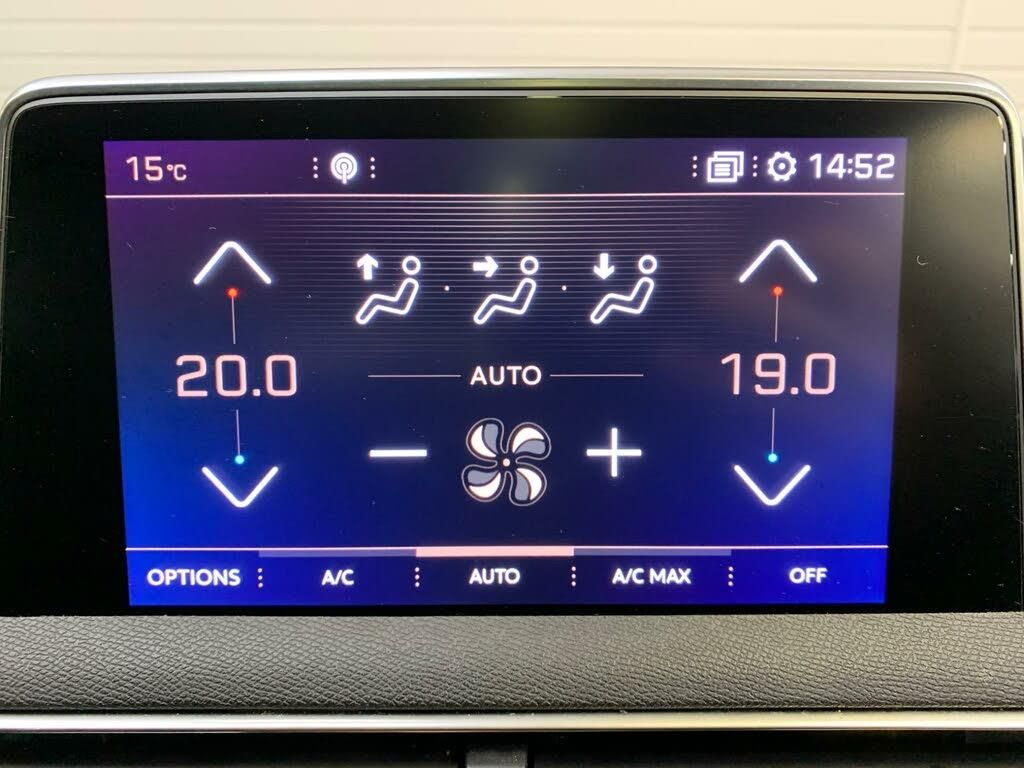 15°C 14:52
20.0 AUTO 19.0
OPTIONS A/C AUTO A/C MAX OFF